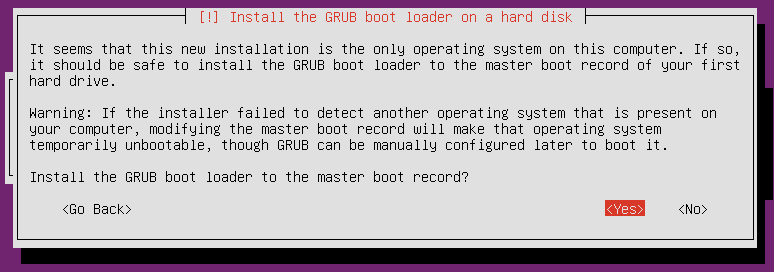 [!] Install the GRUB boot loader on a hard disk
It seems that this new installation is the only operating system on this computer. If so,
it should be safe to install the GRUB boot loader to the master boot record of your first
hard drive.
Warning: If the installer failed to detect another operating system that is present on
your computer, modifying the master boot record will make that operating system
temporarily unbootable, though GRUB can be manually configured later to boot it.
Install the GRUB boot loader to the master boot record?
<Go Back> <Yes> <No>